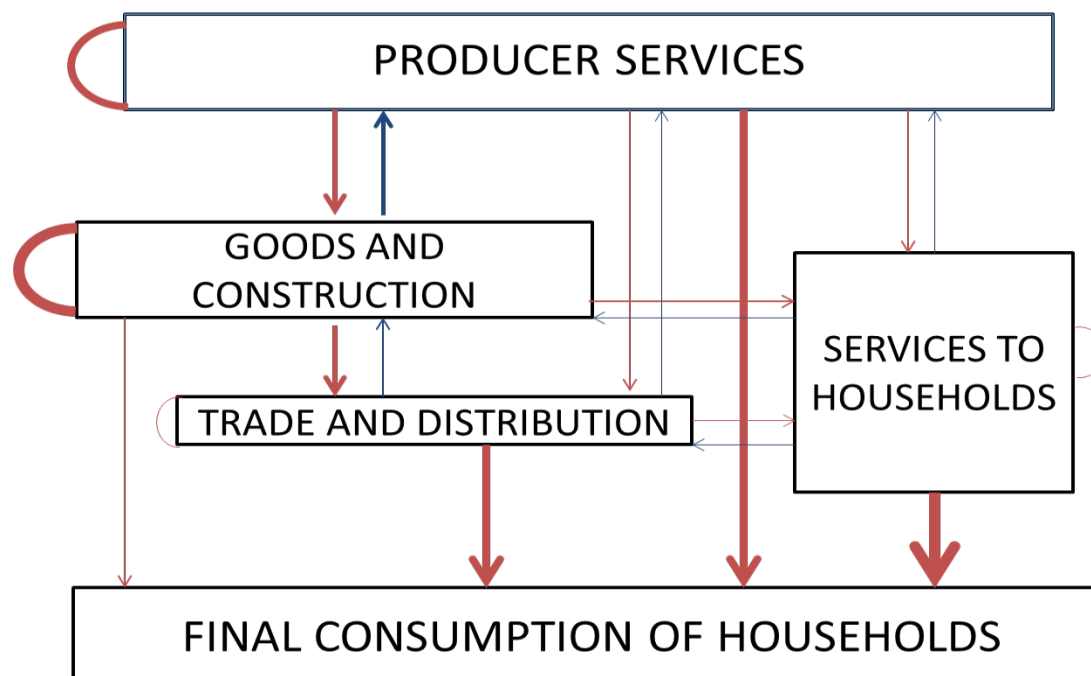 PRODUCER SERVICES
GOODS AND
CONSTRUCTION
SERVICES TO
HOUSEHOLDS
TRADE AND DISTRIBUTION
FINAL CONSUMPTION OF HOUSEHOLDS